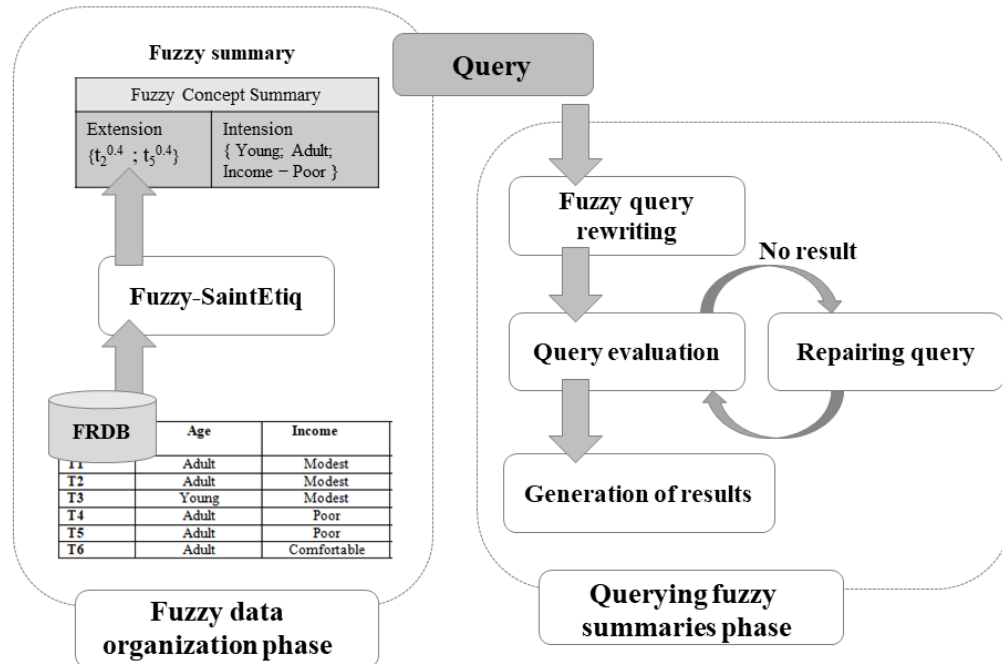 Fuzzy summary
Fuzzy Concept Summary
Extension
{t₂^0.4 ; t₅^0.4}
Intension
{ Young; Adult;
Income – Poor }
Fuzzy-SaintEtiq
FRDB
Age Income
T1 Adult Modest
T2 Adult Modest
T3 Young Modest
T4 Adult Poor
T5 Adult Poor
T6 Adult Comfortable
Fuzzy data
organization phase
Query
Fuzzy query
rewriting
No result
Query evaluation
Repairing query
Generation of results
Querying fuzzy
summaries phase